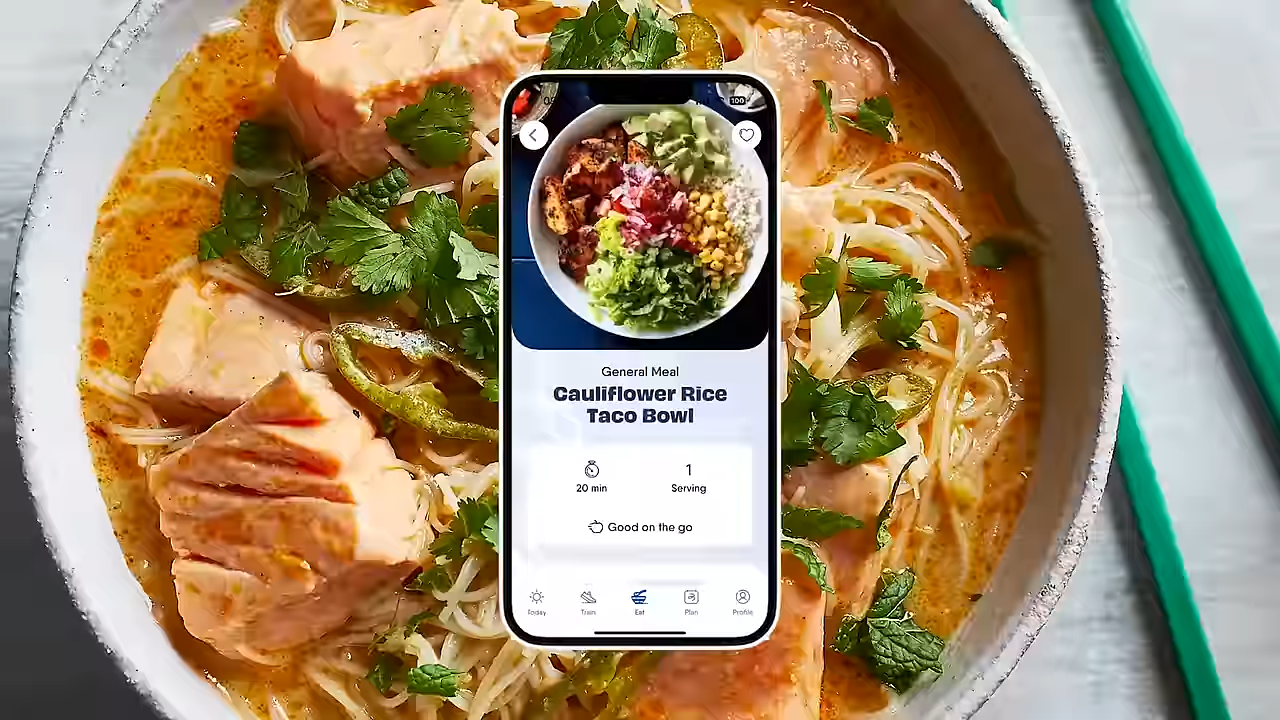 100
General Meal
Cauliflower Rice
Taco Bowl
20 min
1
Serving
Good on the go
Today
Train
Eat
Plan
Profile